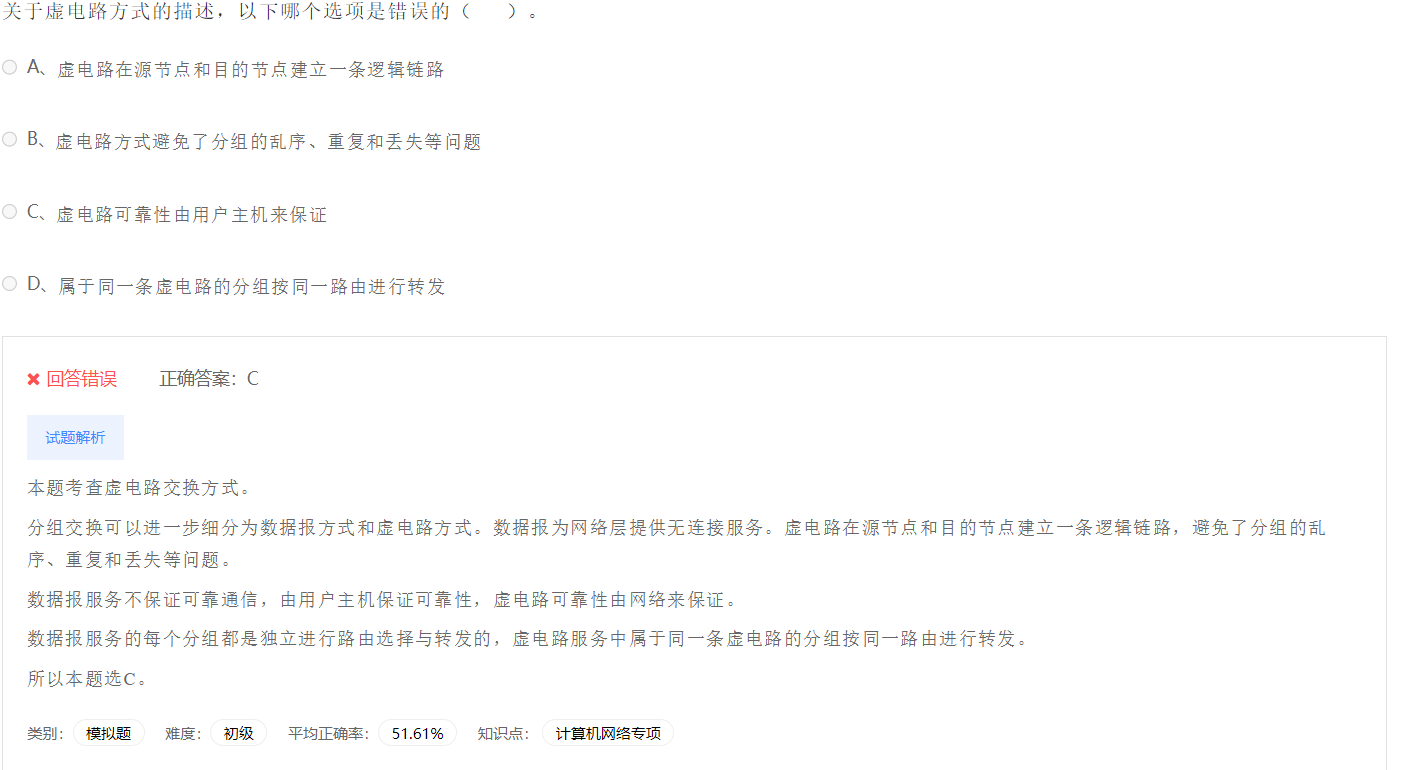 关于虚电路方式的描述，以下哪个选项是错误的（　　）。
A、虚电路在源节点和目的节点建立一条逻辑链路
B、虚电路方式避免了分组的乱序、重复和丢失等问题
C、虚电路可靠性由用户主机来保证
D、属于同一条虚电路的分组按同一路由进行转发
✖ 回答错误 正确答案：C
试题解析
本题考查虚电路交换方式。
分组交换可以进一步细分为数据报方式和虚电路方式。数据报为网络层提供无连接服务。虚电路在源节点和目的节点建立一条逻辑链路，避免了分组的乱
序、重复和丢失等问题。
数据报服务不保证可靠通信，由用户主机保证可靠性，虚电路可靠性由网络来保证。
数据报服务的每个分组都是独立进行路由选择与转发的，虚电路服务中属于同一条虚电路的分组按同一路由进行转发。
所以本题选C。
类别： 模拟题 难度： 初级 平均正确率： 51.61% 知识点： 计算机网络专项